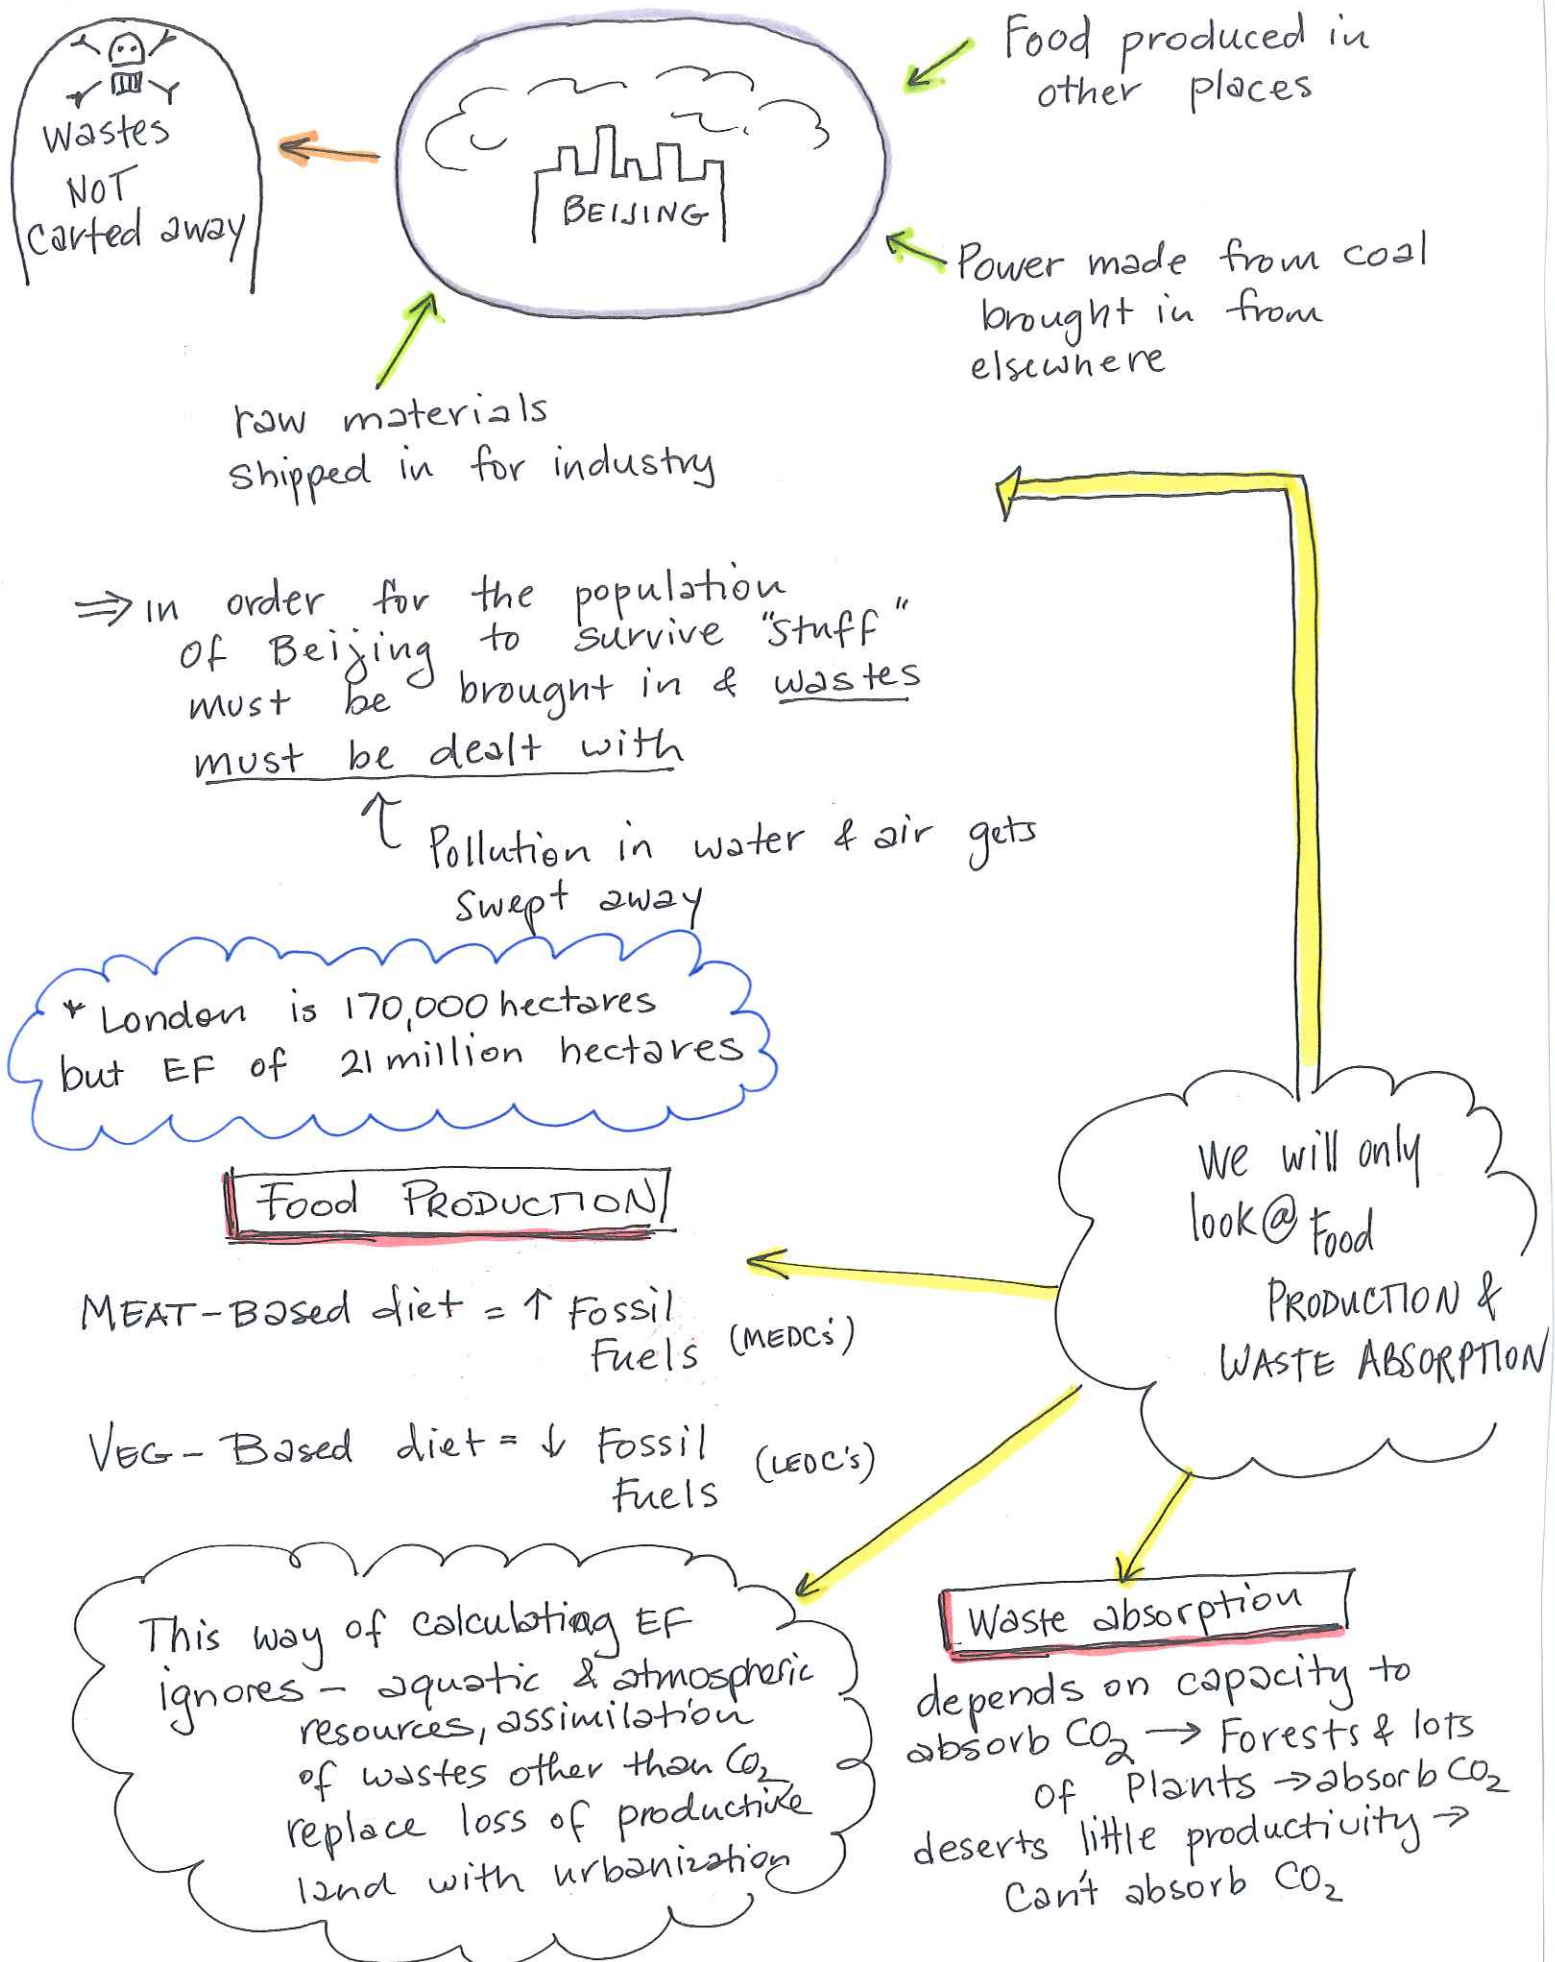 Wastes
NOT
carted away
BEIJING
Food produced in
other places
Power made from coal
brought in from
elsewhere
raw materials
shipped in for industry
⇒ in order for the population
of Beijing to survive "stuff"
must be brought in & wastes
must be dealt with
Pollution in water & air gets
swept away
* London is 170,000 hectares
but EF of 21 million hectares
We will only
look@ Food
PRODUCTION &
WASTE ABSORPTION
Food PRODUCTION
MEAT-Based diet = ↑ Fossil
Fuels (MEDC's)
VEG-Based diet = ↓ Fossil
Fuels (LEDC's)
This way of calculating EF
ignores - aquatic & atmospheric
resources, assimilation
of wastes other than CO₂
replace loss of productive
land with urbanization
Waste absorption
depends on capacity to
absorb CO₂ → Forests & lots
of Plants → absorb CO₂
deserts little productivity →
Can't absorb CO₂